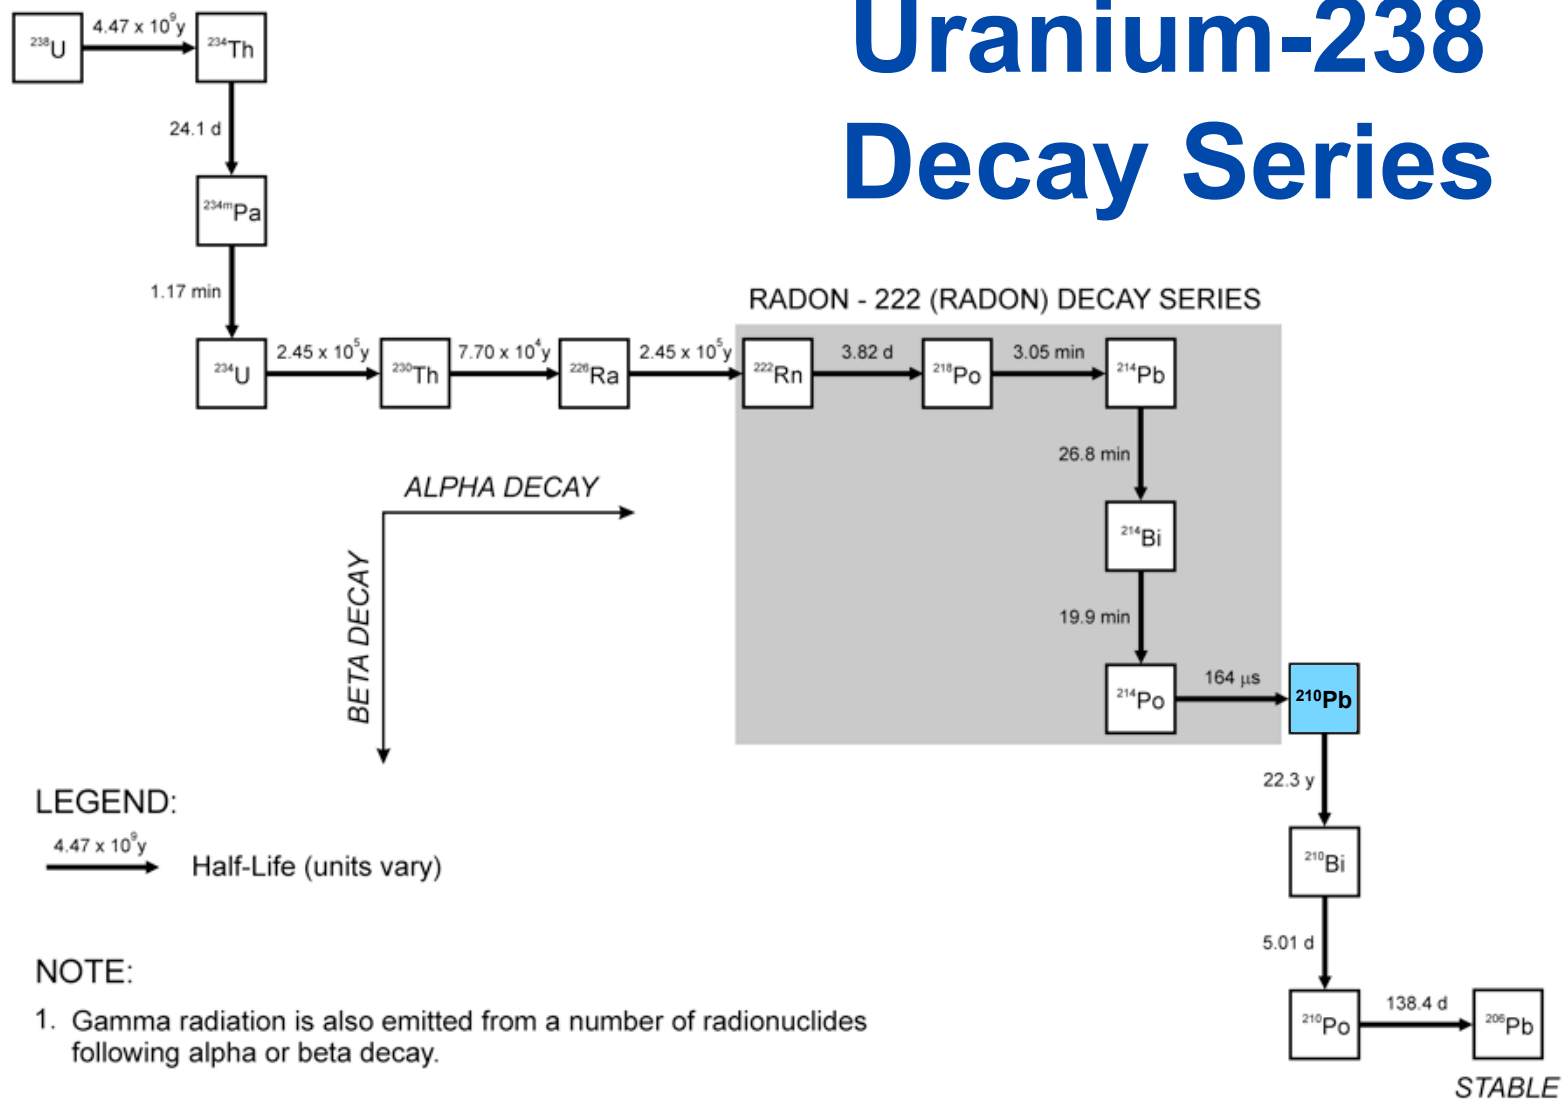 Uranium-238
Decay Series
²³⁸U
4.47 x 10⁹y
²³⁴Th
24.1 d
²³⁴ᵐPa
1.17 min
²³⁴U
2.45 x 10⁵y
²³⁰Th
7.70 x 10⁴y
²²⁶Ra
2.45 x 10⁵y
RADON - 222 (RADON) DECAY SERIES
²²²Rn
3.82 d
²¹⁸Po
3.05 min
²¹⁴Pb
26.8 min
²¹⁴Bi
19.9 min
²¹⁴Po
164 μs
²¹⁰Pb
22.3 y
²¹⁰Bi
5.01 d
²¹⁰Po
138.4 d
²⁰⁶Pb
STABLE
ALPHA DECAY
BETA DECAY
LEGEND:
4.47 x 10⁹y
Half-Life (units vary)
NOTE:
1. Gamma radiation is also emitted from a number of radionuclides
following alpha or beta decay.